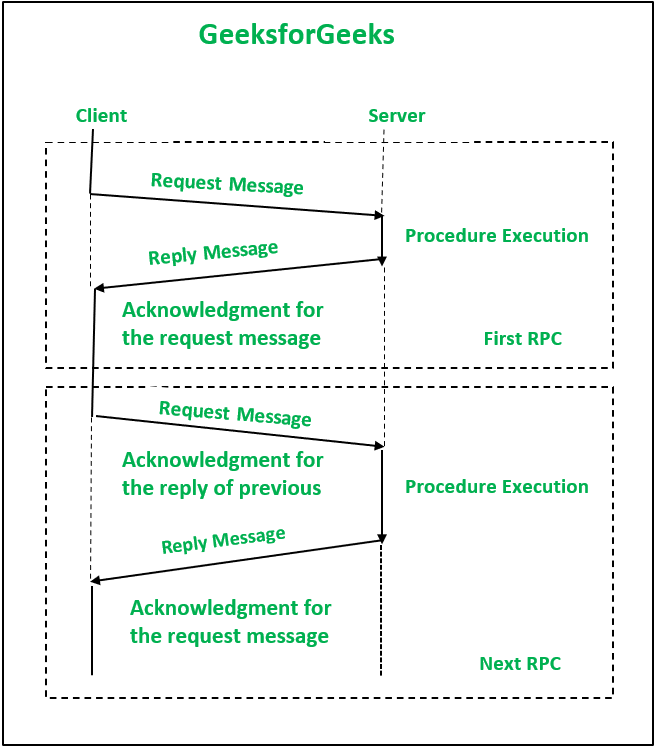 GeeksforGeeks
Client
Server
Request Message
Procedure Execution
Reply Message
Acknowledgment for
the request message
First RPC
Request Message
Acknowledgment for
the reply of previous
Procedure Execution
Reply Message
Acknowledgment for
the request message
Next RPC